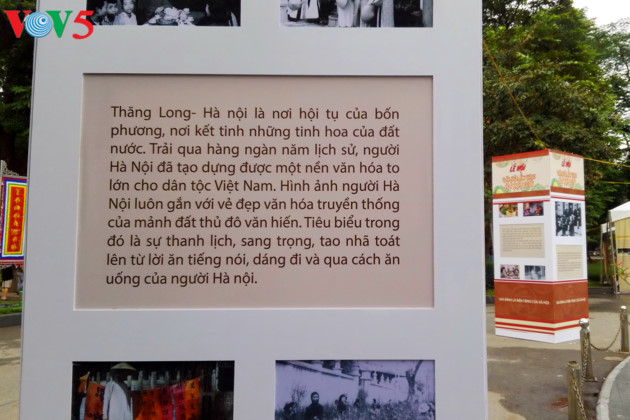 VOV5
Thăng Long- Hà nội là nơi hội tụ của bốn
phương, nơi kết tinh những tinh hoa của đất
nước. Trải qua hàng ngàn năm lịch sử, người
Hà Nội đã tạo dựng được một nền văn hóa to
lớn cho dân tộc Việt Nam. Hình ảnh người Hà
Nội luôn gắn với vẻ đẹp văn hóa truyền thống
của mảnh đất thủ đô văn hiến. Tiêu biểu trong
đó là sự thanh lịch, sang trọng, tao nhã toát
lên từ lời ăn tiếng nói, dáng đi và qua cách ăn
uống của người Hà nội.
LỄ HỘI
LỄ HỘI